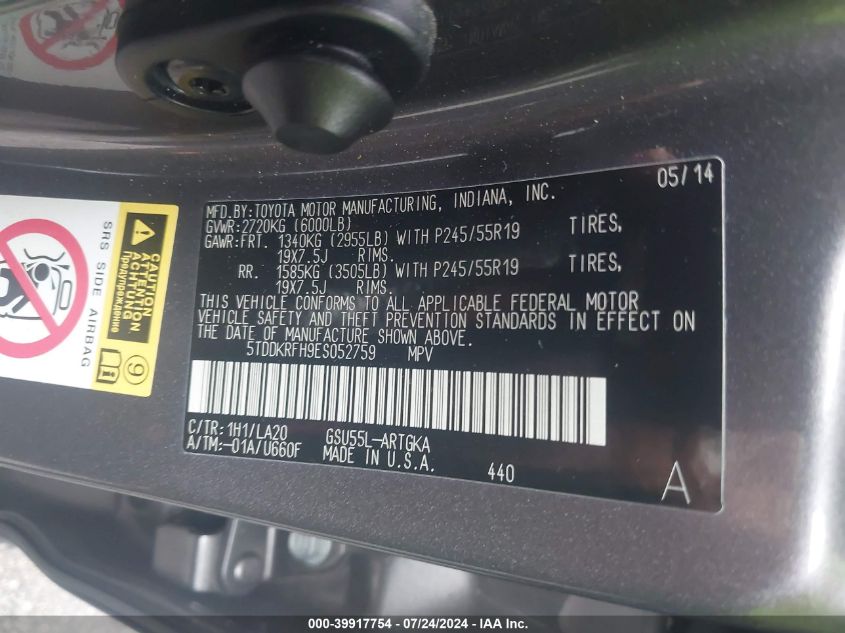 05/14
MFD.BY:TOYOTA MOTOR MANUFACTURING, INDIANA, INC.
GVWR:2720KG (6000LB)
GAWR:FRT. 1340KG (2955LB) WITH P245/55R19 TIRES,
19X7.5J RIMS.
RR. 1585KG (3505LB) WITH P245/55R19 TIRES,
19X7.5J RIMS.
THIS VEHICLE CONFORMS TO ALL APPLICABLE FEDERAL MOTOR
VEHICLE SAFETY AND THEFT PREVENTION STANDARDS IN EFFECT ON
THE DATE OF MANUFACTURE SHOWN ABOVE.
5TDDKRFH9ES052759 MPV
C/TR:1H1/LA20 GSU55L-ARTGKA
A/TM:-01A/U660F MADE IN U.S.A.
440
A
SRS SIDE AIRBAG
CAUTION
ATTENTION
ACHTUNG
Предупреждение
9
000-39917754 - 07/24/2024 - IAA Inc.